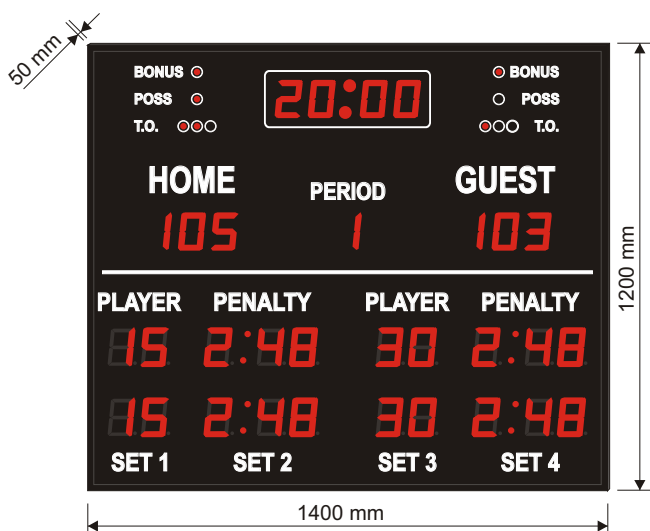 50 mm
BONUS 20:00 BONUS
POSS POSS
T.O. T.O.
HOME PERIOD GUEST
105 1 103
1200 mm
PLAYER PENALTY PLAYER PENALTY
15 2:48 30 2:48
15 2:48 30 2:48
SET 1 SET 2 SET 3 SET 4
1400 mm